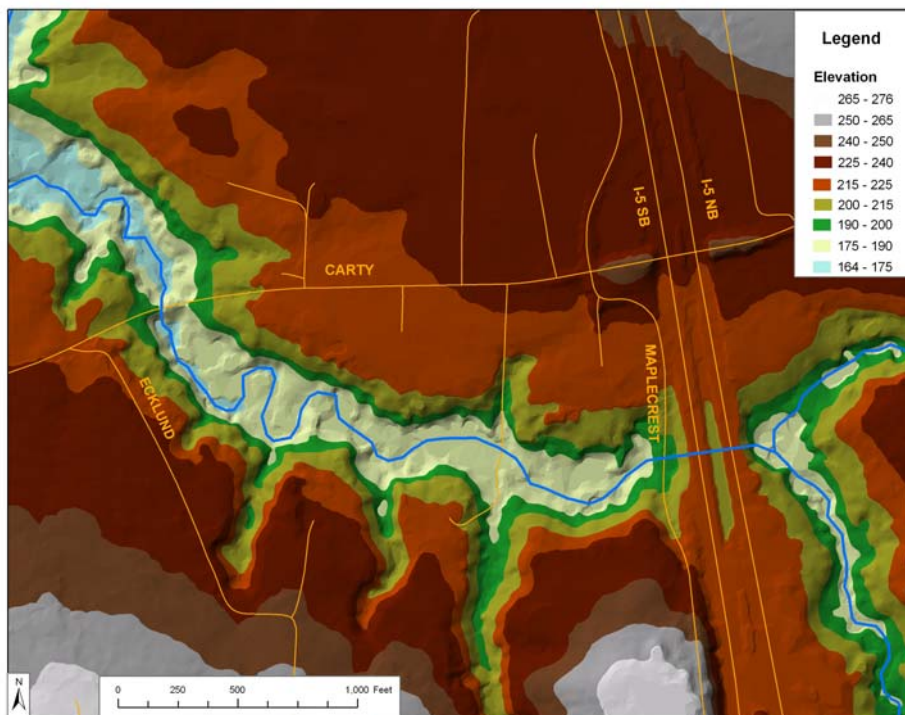 Legend
Elevation
265 - 276
250 - 265
240 - 250
225 - 240
215 - 225
200 - 215
190 - 200
175 - 190
164 - 175
I-5 SB
I-5 NB
CARTY
MAPLECREST
ECKLUND
N
0 250 500 1,000 Feet